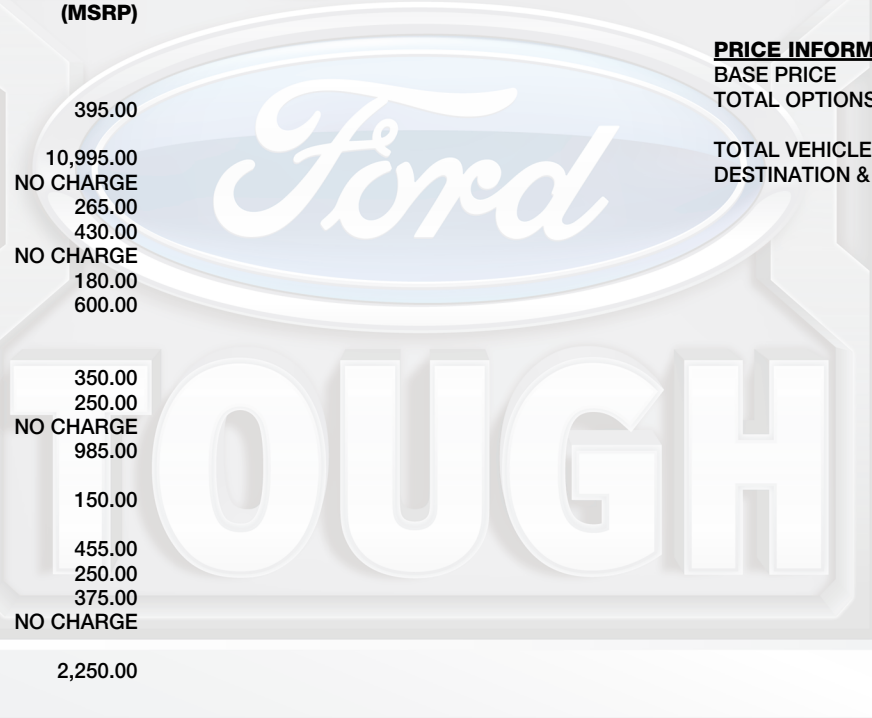 (MSRP)
395.00
10,995.00
NO CHARGE
265.00
430.00
NO CHARGE
180.00
600.00
350.00
250.00
NO CHARGE
985.00
150.00
455.00
250.00
375.00
NO CHARGE
2,250.00
PRICE INFORM
BASE PRICE
TOTAL OPTIONS
TOTAL VEHICLE
DESTINATION &
Ford
TOUGH